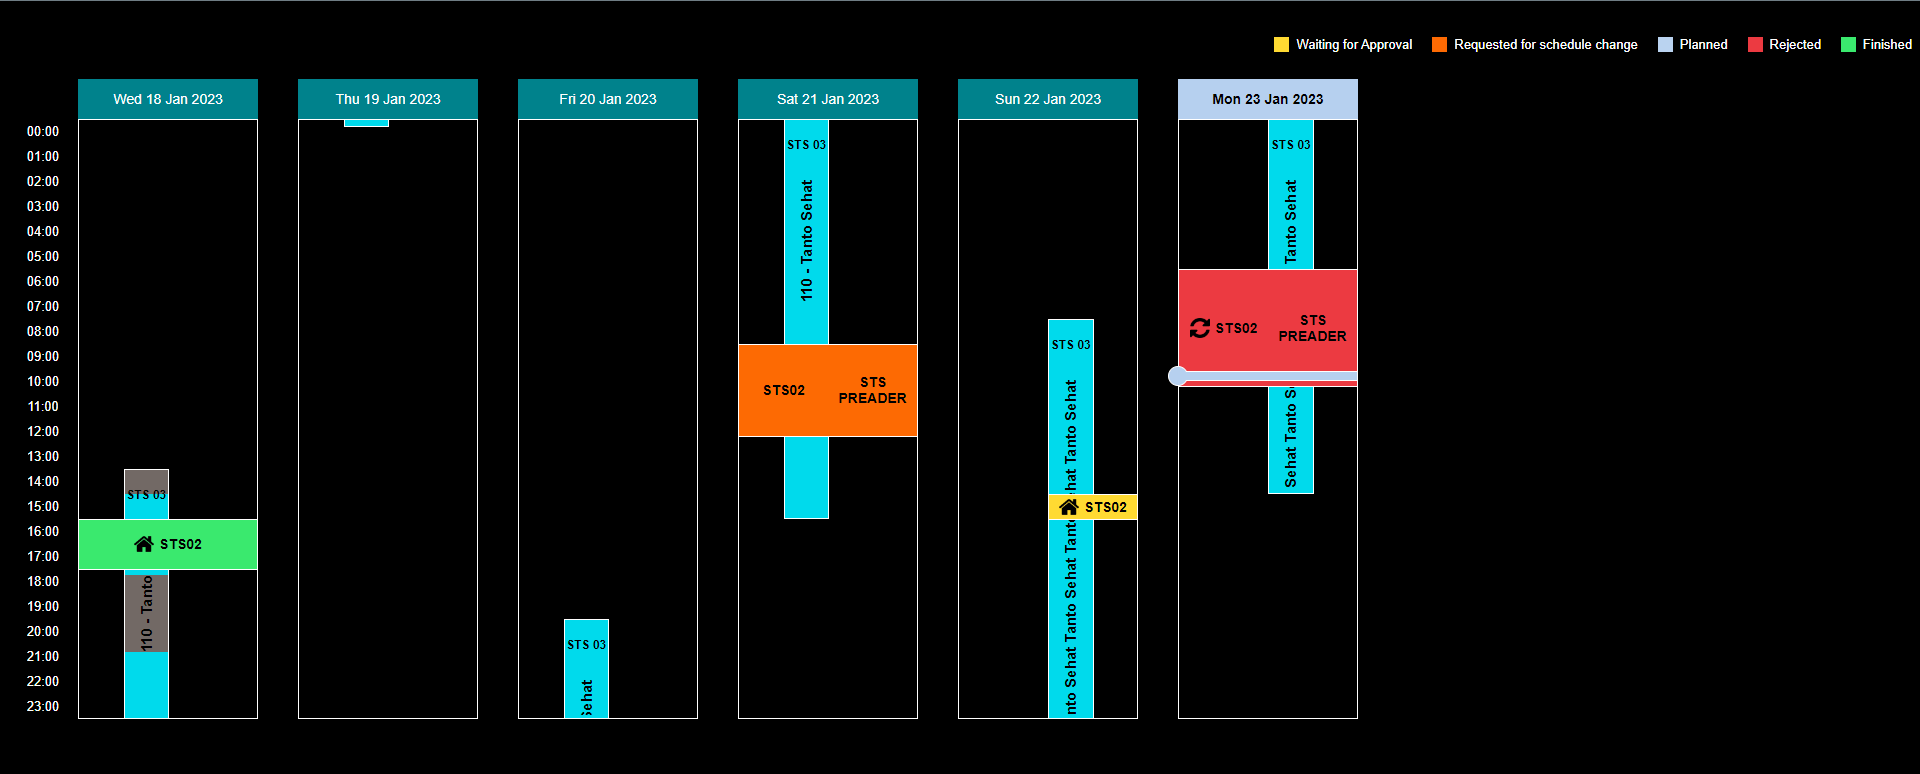 Waiting for Approval
Requested for schedule change
Planned
Rejected
Finished
Wed 18 Jan 2023
Thu 19 Jan 2023
Fri 20 Jan 2023
Sat 21 Jan 2023
Sun 22 Jan 2023
Mon 23 Jan 2023
00:00
01:00
02:00
03:00
04:00
05:00
06:00
07:00
08:00
09:00
10:00
11:00
12:00
13:00
14:00
15:00
16:00
17:00
18:00
19:00
20:00
21:00
22:00
23:00
STS 03
STS02
110 - Tanto
STS 03
Sehat
STS 03
110 - Tanto Sehat
STS02
STS
PREADER
STS 03
Sehat Tanto Sehat Tanto Sehat Tanto Sehat
STS02
STS 03
Tanto Sehat
STS02
STS
PREADER
Sehat Tanto